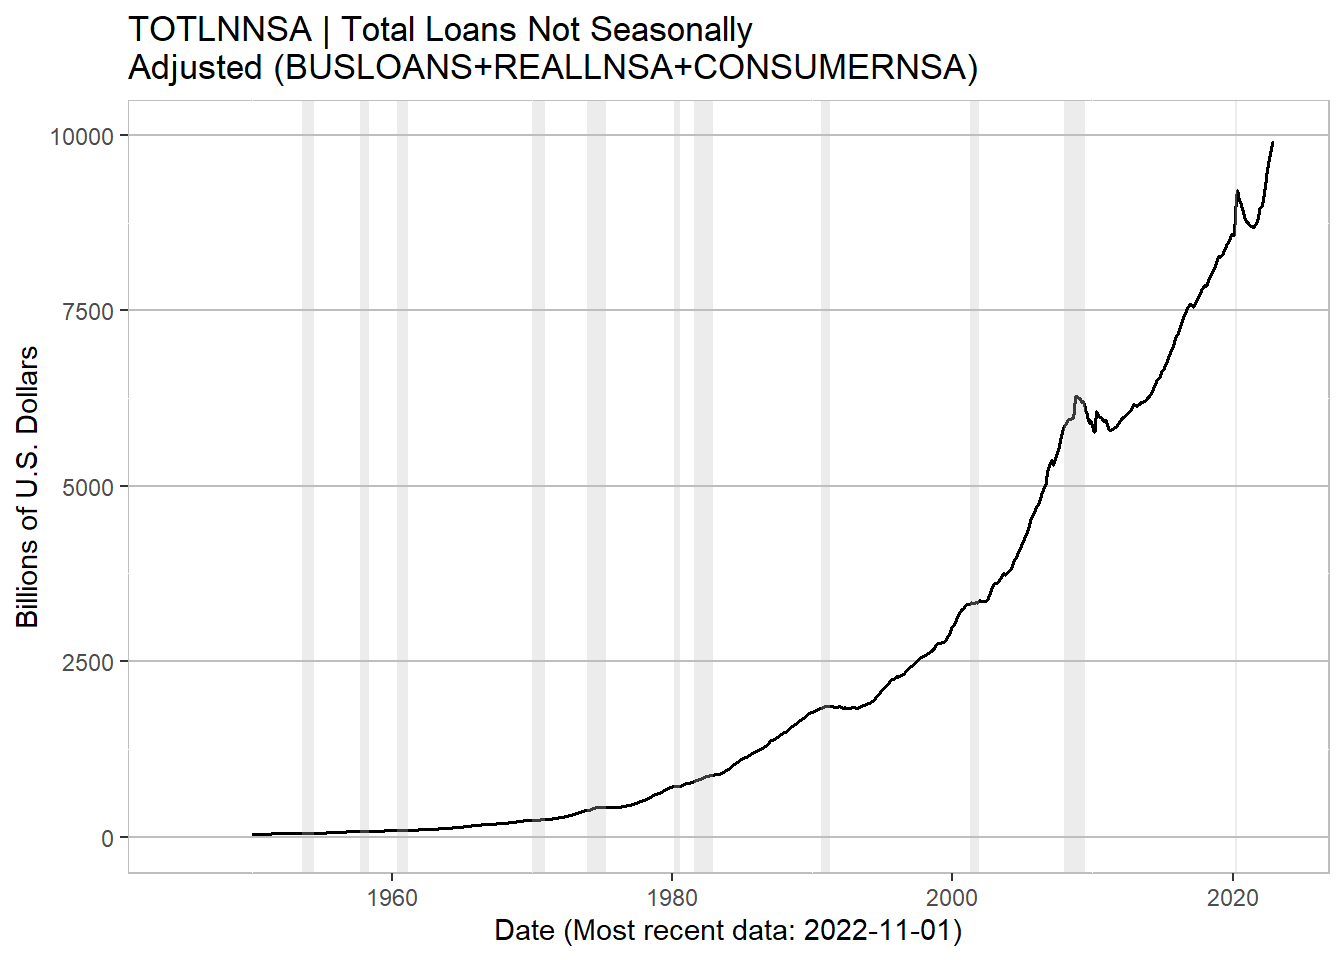 TOTLNNSA | Total Loans Not Seasonally
Adjusted (BUSLOANS+REALLNSA+CONSUMERNSA)
Billions of U.S. Dollars
10000
7500
5000
2500
0
1960
1980
2000
2020
Date (Most recent data: 2022-11-01)